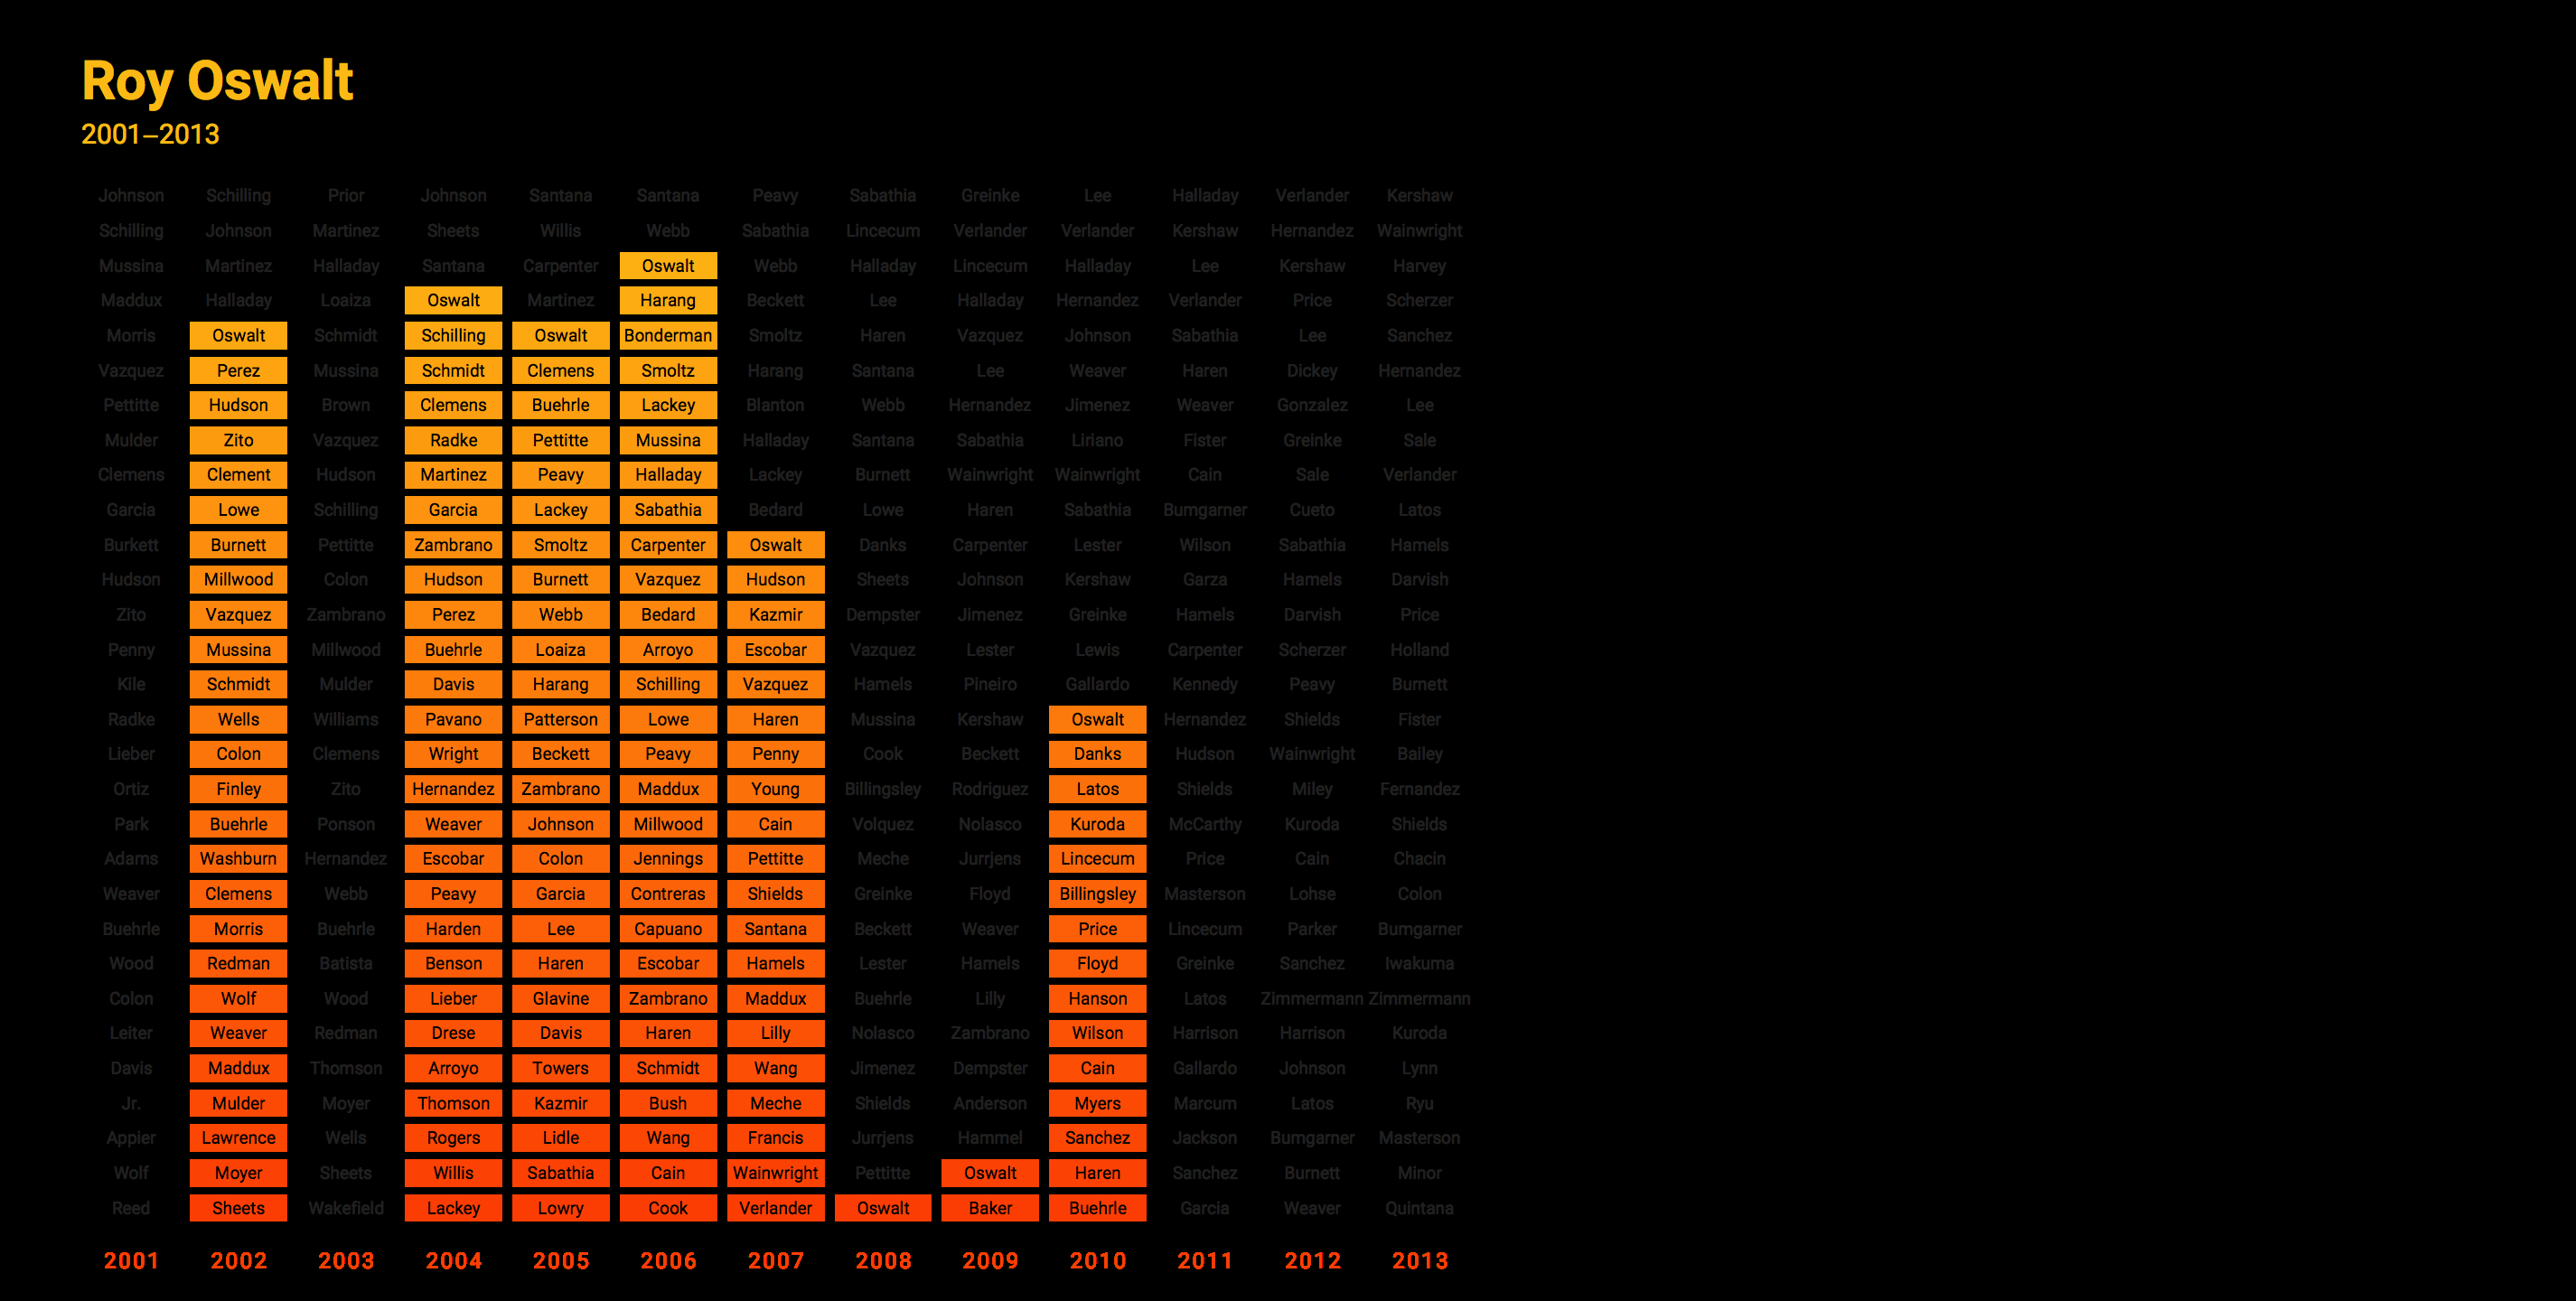 Roy Oswalt
2001–2013
Johnson Schilling Prior Johnson Santana Santana Peavy Sabathia Greinke Lee Halladay Verlander Kershaw
Schilling Johnson Martinez Sheets Willis Webb Sabathia Lincecum Verlander Verlander Kershaw Hernandez Wainwright
Mussina Martinez Halladay Santana Carpenter Oswalt Webb Halladay Lincecum Halladay Lee Kershaw Harvey
Maddux Halladay Loaiza Oswalt Martinez Harang Beckett Lee Halladay Hernandez Verlander Price Scherzer
Morris Oswalt Schmidt Schilling Oswalt Bonderman Smoltz Haren Vazquez Johnson Sabathia Lee Sanchez
Vazquez Perez Mussina Schmidt Clemens Smoltz Harang Santana Lee Weaver Haren Dickey Hernandez
Pettitte Hudson Brown Clemens Buehrle Lackey Blanton Webb Hernandez Jimenez Weaver Gonzalez Lee
Mulder Zito Vazquez Radke Pettitte Mussina Halladay Santana Sabathia Liriano Fister Greinke Sale
Clemens Clement Hudson Martinez Peavy Halladay Lackey Burnett Wainwright Wainwright Cain Sale Verlander
Garcia Lowe Schilling Garcia Lackey Sabathia Bedard Lowe Haren Sabathia Bumgarner Cueto Latos
Burkett Burnett Pettitte Zambrano Smoltz Carpenter Oswalt Danks Carpenter Lester Wilson Sabathia Hamels
Hudson Millwood Colon Hudson Burnett Vazquez Hudson Sheets Johnson Kershaw Garza Hamels Darvish
Zito Vazquez Zambrano Perez Webb Bedard Kazmir Dempster Jimenez Greinke Hamels Darvish Price
Penny Mussina Millwood Buehrle Loaiza Arroyo Escobar Vazquez Lester Lewis Carpenter Scherzer Holland
Kile Schmidt Mulder Davis Harang Schilling Vazquez Hamels Pineiro Gallardo Kennedy Peavy Burnett
Radke Wells Williams Pavano Patterson Lowe Haren Mussina Kershaw Oswalt Hernandez Shields Fister
Lieber Colon Clemens Wright Beckett Peavy Penny Cook Beckett Danks Hudson Wainwright Bailey
Ortiz Finley Zito Hernandez Zambrano Maddux Young Billingsley Rodriguez Latos Shields Miley Fernandez
Park Buehrle Ponson Weaver Johnson Millwood Cain Volquez Nolasco Kuroda McCarthy Kuroda Shields
Adams Washburn Hernandez Escobar Colon Jennings Pettitte Meche Jurrjens Lincecum Price Cain Chacin
Weaver Clemens Webb Peavy Garcia Contreras Shields Greinke Floyd Billingsley Masterson Lohse Colon
Buehrle Morris Buehrle Harden Lee Capuano Santana Beckett Weaver Price Lincecum Parker Bumgarner
Wood Redman Batista Benson Haren Escobar Hamels Lester Hamels Floyd Greinke Sanchez Iwakuma
Colon Wolf Wood Lieber Glavine Zambrano Maddux Buehrle Lilly Hanson Latos Zimmermann Zimmermann
Leiter Weaver Redman Drese Davis Haren Lilly Nolasco Zambrano Wilson Harrison Harrison Kuroda
Davis Maddux Thomson Arroyo Towers Schmidt Wang Jimenez Dempster Cain Gallardo Johnson Lynn
Jr. Mulder Moyer Thomson Kazmir Bush Meche Shields Anderson Myers Marcum Latos Ryu
Appier Lawrence Wells Rogers Lidle Wang Francis Jurrjens Hammel Sanchez Jackson Bumgarner Masterson
Wolf Moyer Sheets Willis Sabathia Cain Wainwright Pettitte Oswalt Haren Sanchez Burnett Minor
Reed Sheets Wakefield Lackey Lowry Cook Verlander Oswalt Baker Buehrle Garcia Weaver Quintana
2001 2002 2003 2004 2005 2006 2007 2008 2009 2010 2011 2012 2013